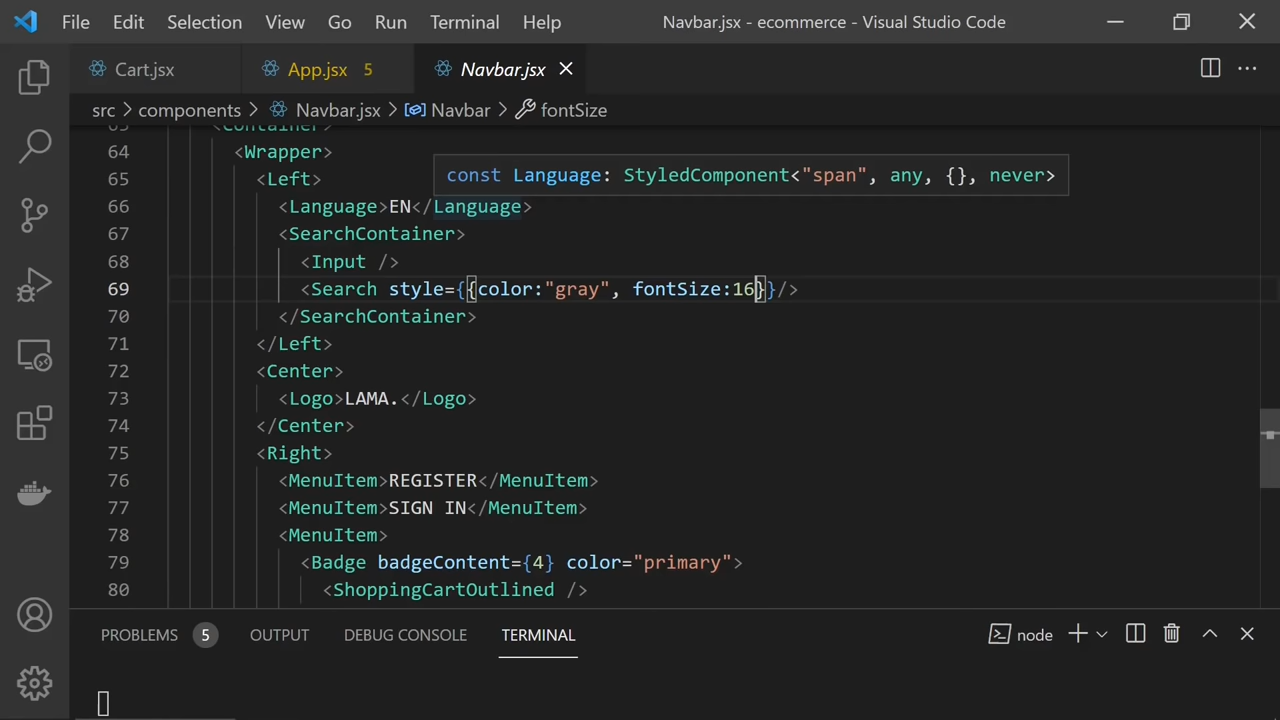 File Edit Selection View Go Run Terminal Help Navbar.jsx - ecommerce - Visual Studio Code
Cart.jsx App.jsx 5 Navbar.jsx
src > components > Navbar.jsx > Navbar > fontSize
63 <Container>
64 <Wrapper>
const Language: StyledComponent<"span", any, {}, never>
65 <Left>
66 <Language>EN</Language>
67 <SearchContainer>
68 <Input />
69 <Search style={{color:"gray", fontSize:16}}/>
70 </SearchContainer>
71 </Left>
72 <Center>
73 <Logo>LAMA.</Logo>
74 </Center>
75 <Right>
76 <MenuItem>REGISTER</MenuItem>
77 <MenuItem>SIGN IN</MenuItem>
78 <MenuItem>
79 <Badge badgeContent={4} color="primary">
80 <ShoppingCartOutlined />
PROBLEMS 5 OUTPUT DEBUG CONSOLE TERMINAL node